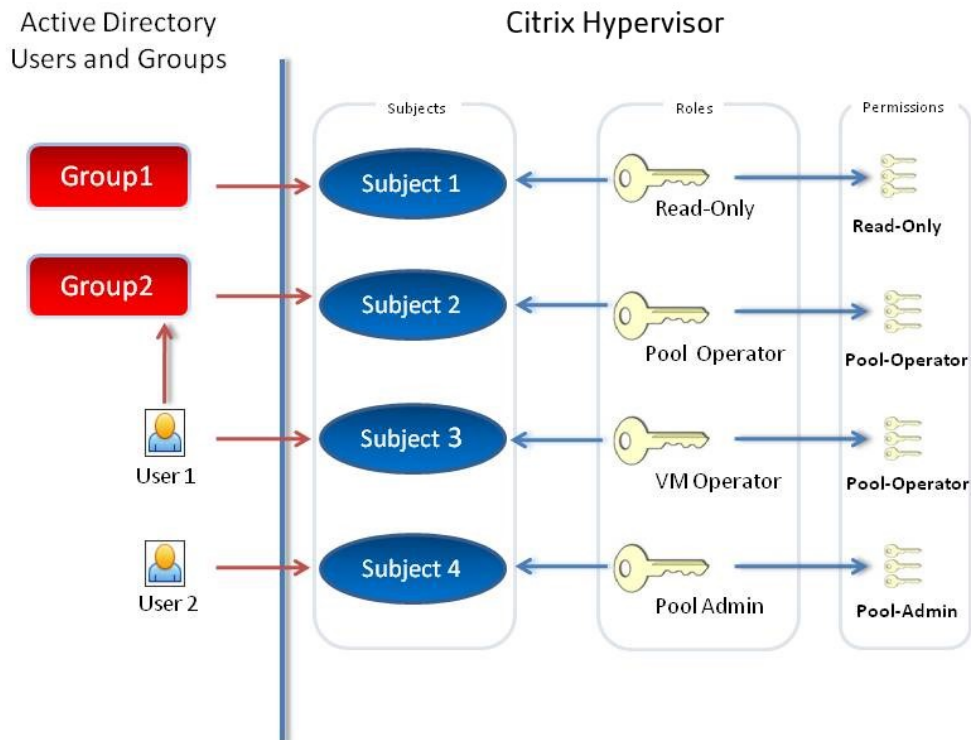 Active Directory
Users and Groups
Citrix Hypervisor
Subjects
Roles
Permissions
Group1
Subject 1
Read-Only
Read-Only
Group2
Subject 2
Pool Operator
Pool-Operator
User 1
Subject 3
VM Operator
Pool-Operator
User 2
Subject 4
Pool Admin
Pool-Admin